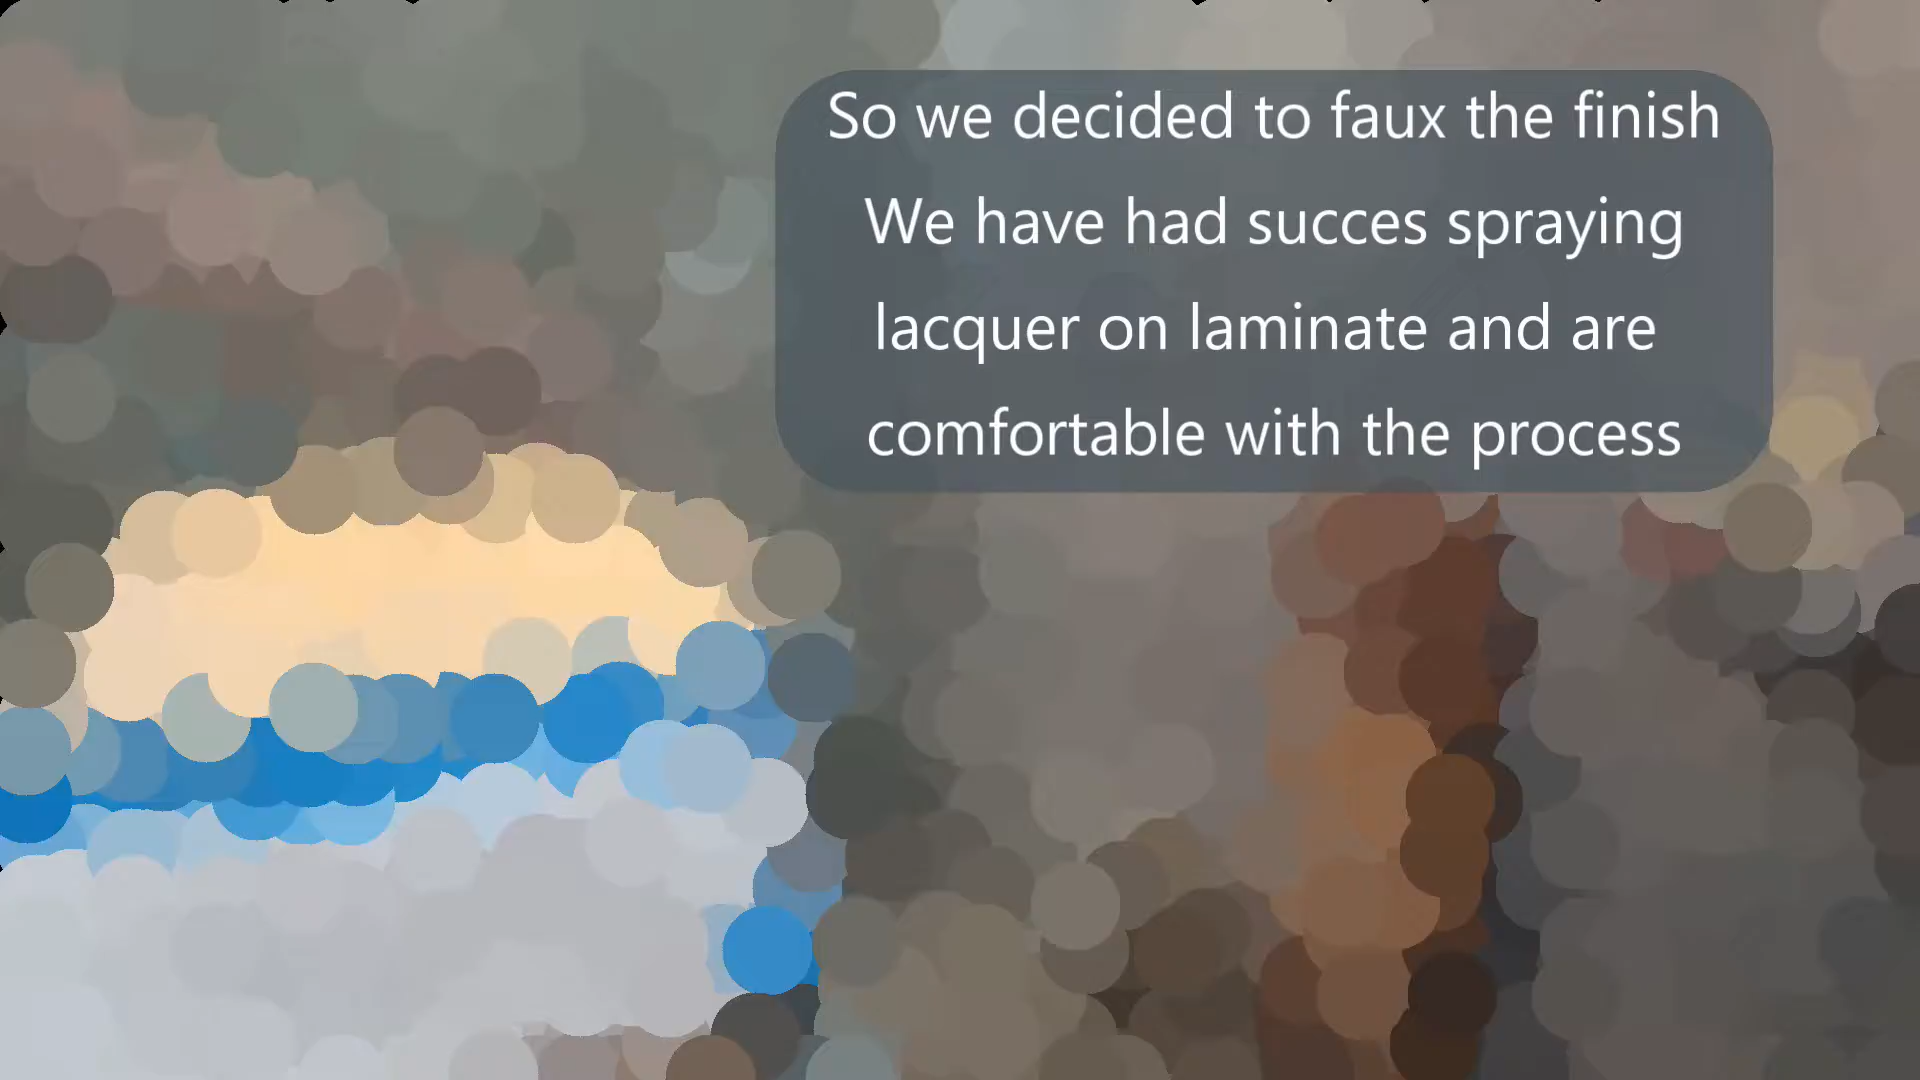 So we decided to faux the finish
We have had succes spraying
lacquer on laminate and are
comfortable with the process